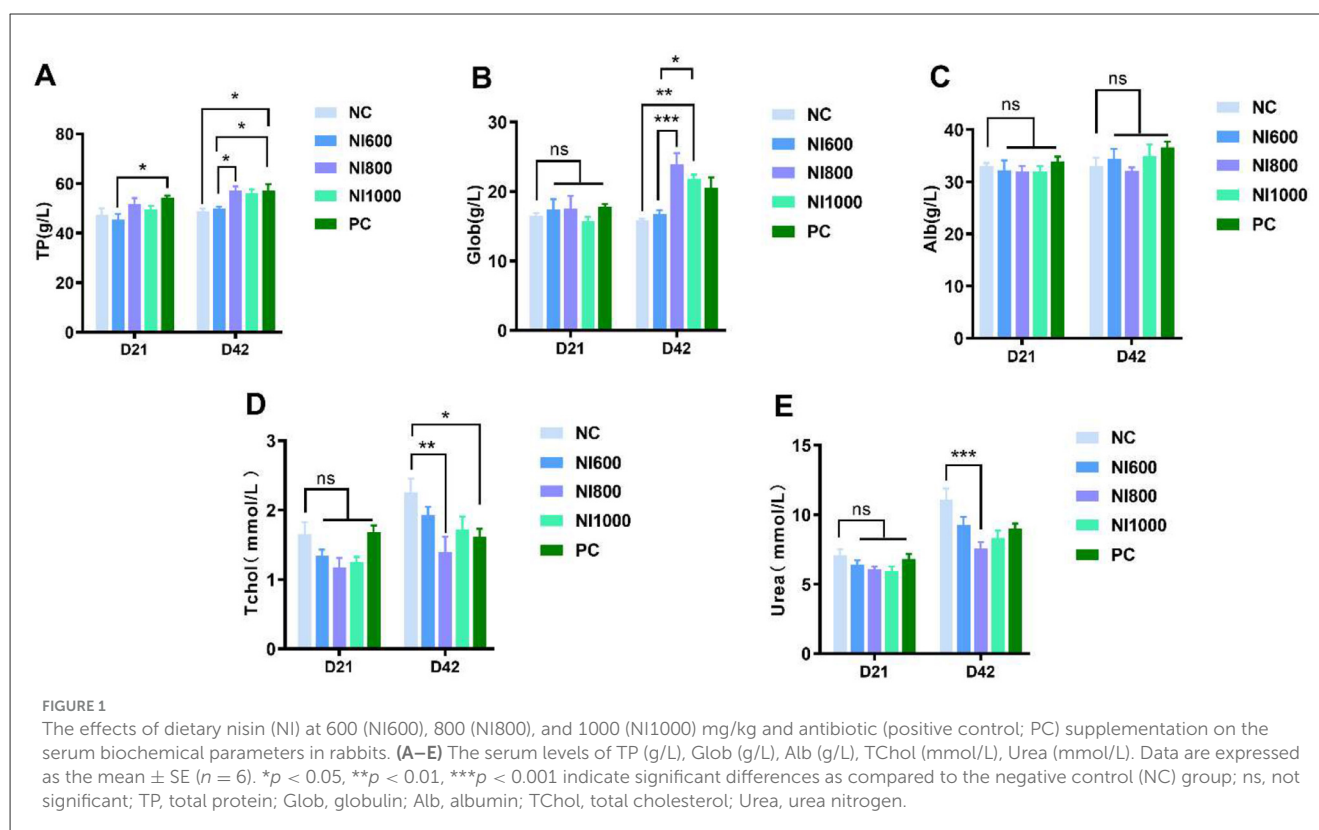 A
TP(g/L)
80
60
40
20
0
*
*
*
*
D21
D42
NC
NI600
NI800
NI1000
PC
B
Glob(g/L)
30
20
10
0
ns
*
**
***
D21
D42
NC
NI600
NI800
NI1000
PC
C
Alb(g/L)
40
30
20
10
0
ns
ns
D21
D42
NC
NI600
NI800
NI1000
PC
D
Tchol( mmol/L )
3
2
1
0
ns
*
**
D21
D42
NC
NI600
NI800
NI1000
PC
E
Urea( mmol/L)
15
10
5
0
ns
***
D21
D42
NC
NI600
NI800
NI1000
PC
FIGURE 1
The effects of dietary nisin (NI) at 600 (NI600), 800 (NI800), and 1000 (NI1000) mg/kg and antibiotic (positive control; PC) supplementation on the
serum biochemical parameters in rabbits. (A–E) The serum levels of TP (g/L), Glob (g/L), Alb (g/L), TChol (mmol/L), Urea (mmol/L). Data are expressed
as the mean ± SE (n = 6). *p < 0.05, **p < 0.01, ***p < 0.001 indicate significant differences as compared to the negative control (NC) group; ns, not
significant; TP, total protein; Glob, globulin; Alb, albumin; TChol, total cholesterol; Urea, urea nitrogen.